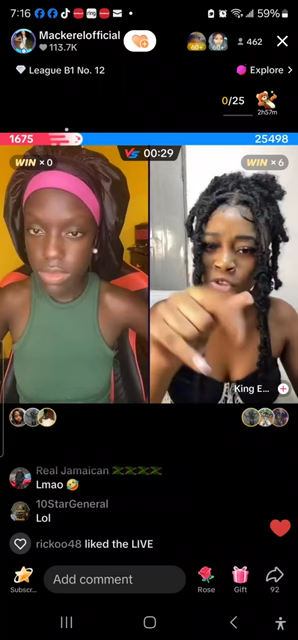 7:16
59%
Mackerelofficial
113.7K
60+
60+
462
League B1 No. 12
Explore >
0/25
2h57m
1675
25498
WIN × 0
VS 00:29
WIN × 6
King E...
Real Jamaican
Lmao 🤣
10StarGeneral
Lol
rickoo48 liked the LIVE
Subscr...
Add comment
Rose
Gift
92